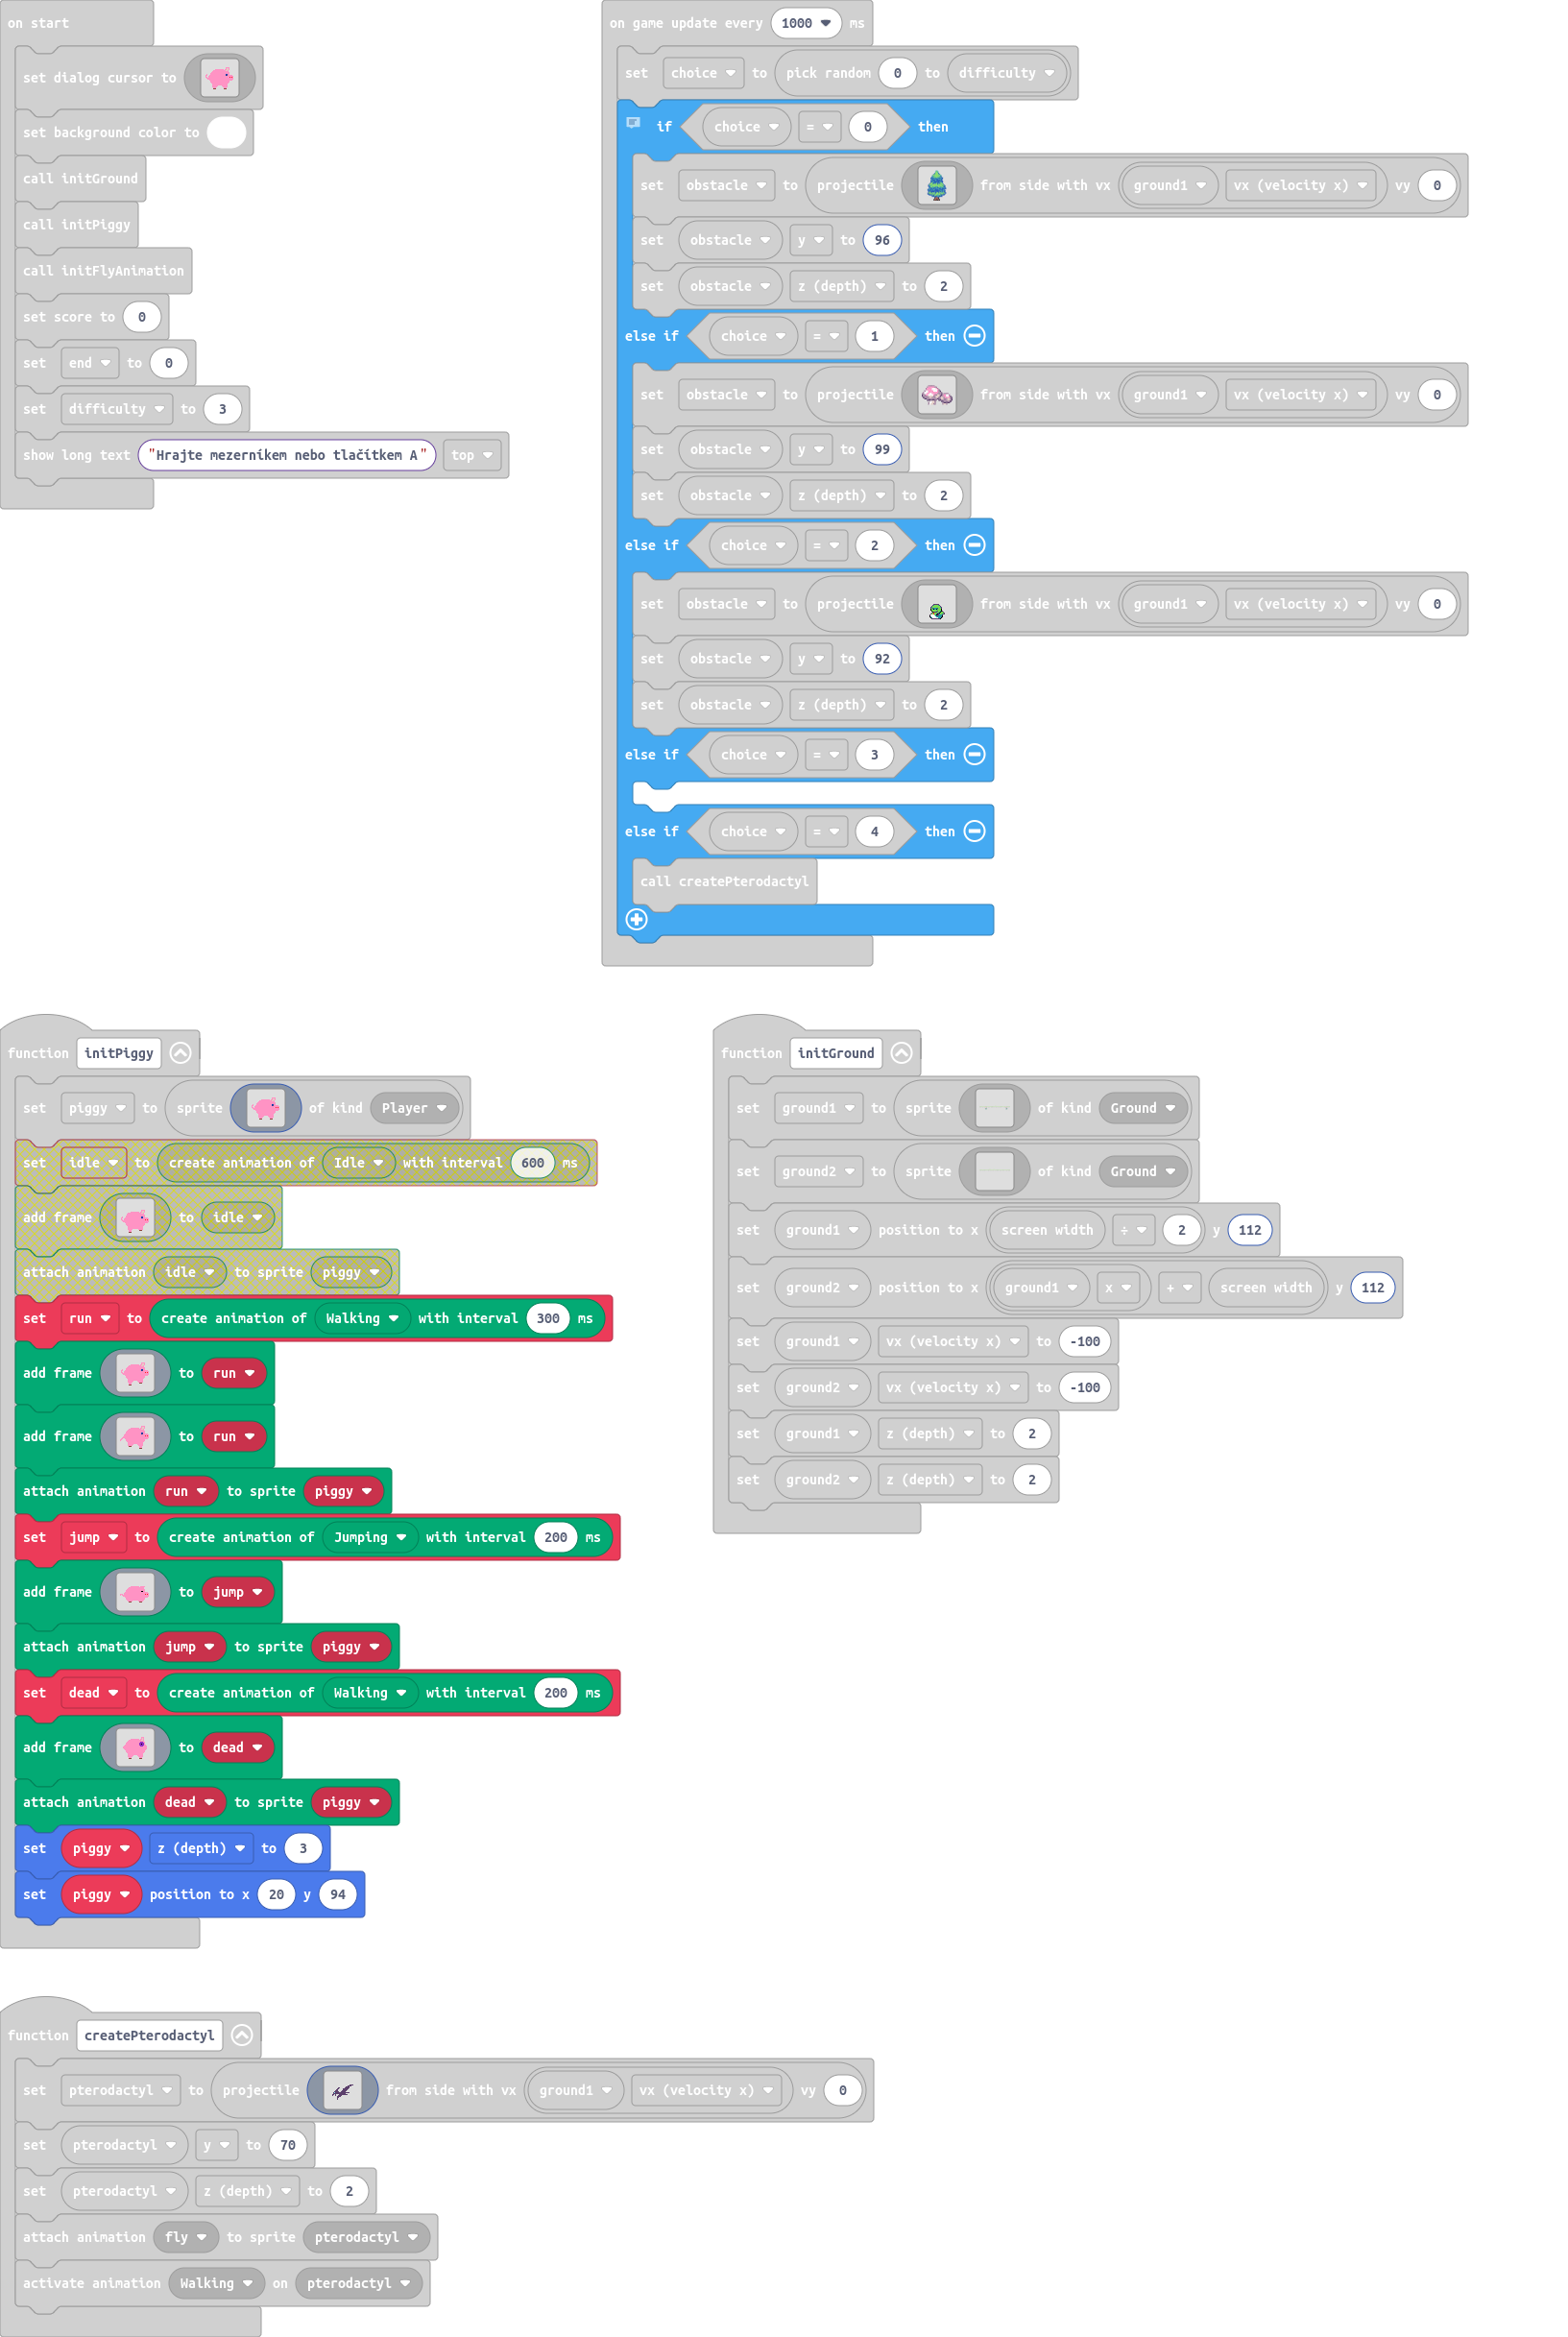 on start
set dialog cursor to
set background color to
call initGround
call initPiggy
call initFlyAnimation
set score to 0
set end to 0
set difficulty to 3
show long text "Hrajte mezerníkem nebo tlačítkem A" top
on game update every 1000 ms
set choice to pick random 0 to difficulty
if choice = 0 then
set obstacle to projectile from side with vx ground1 vx (velocity x) vy 0
set obstacle y to 96
set obstacle z (depth) to 2
else if choice = 1 then
set obstacle to projectile from side with vx ground1 vx (velocity x) vy 0
set obstacle y to 99
set obstacle z (depth) to 2
else if choice = 2 then
set obstacle to projectile from side with vx ground1 vx (velocity x) vy 0
set obstacle y to 92
set obstacle z (depth) to 2
else if choice = 3 then
else if choice = 4 then
call createPterodactyl
function initPiggy
set piggy to sprite of kind Player
set idle to create animation of Idle with interval 600 ms
add frame to idle
attach animation idle to sprite piggy
set run to create animation of Walking with interval 300 ms
add frame to run
add frame to run
attach animation run to sprite piggy
set jump to create animation of Jumping with interval 200 ms
add frame to jump
attach animation jump to sprite piggy
set dead to create animation of Walking with interval 200 ms
add frame to dead
attach animation dead to sprite piggy
set piggy z (depth) to 3
set piggy position to x 20 y 94
function initGround
set ground1 to sprite of kind Ground
set ground2 to sprite of kind Ground
set ground1 position to x screen width ÷ 2 y 112
set ground2 position to x ground1 x + screen width y 112
set ground1 vx (velocity x) to -100
set ground2 vx (velocity x) to -100
set ground1 z (depth) to 2
set ground2 z (depth) to 2
function createPterodactyl
set pterodactyl to projectile from side with vx ground1 vx (velocity x) vy 0
set pterodactyl y to 70
set pterodactyl z (depth) to 2
attach animation fly to sprite pterodactyl
activate animation Walking on pterodactyl